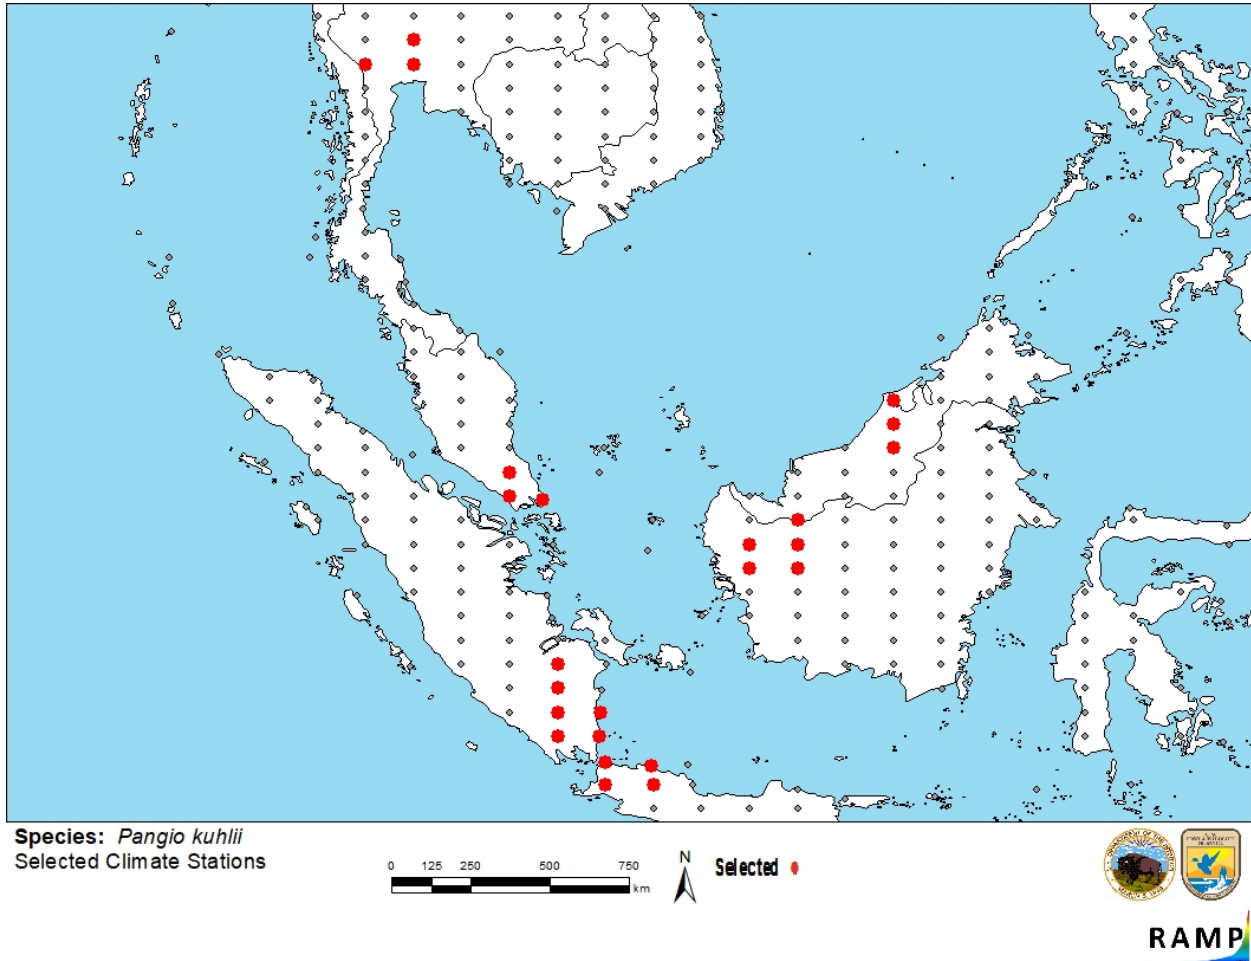 Species: Pangio kuhlii
Selected Climate Stations
0 125 250 500 750
km
N
Selected
RAMP